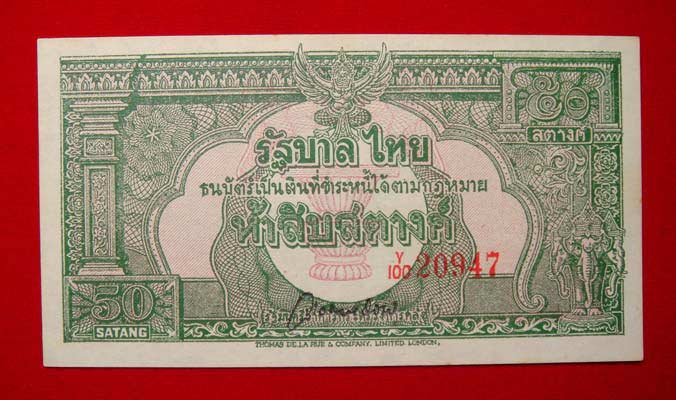 ๕๐
สตางค์
รัฐบาลไทย
ธนบัตร์เป็นเงินที่ชำระหนี้ได้ตามกฎหมาย
ห้าสิบสตางค์
Y/100 20947
50
SATANG
THOMAS DE LA RUE & COMPANY, LIMITED. LONDON,